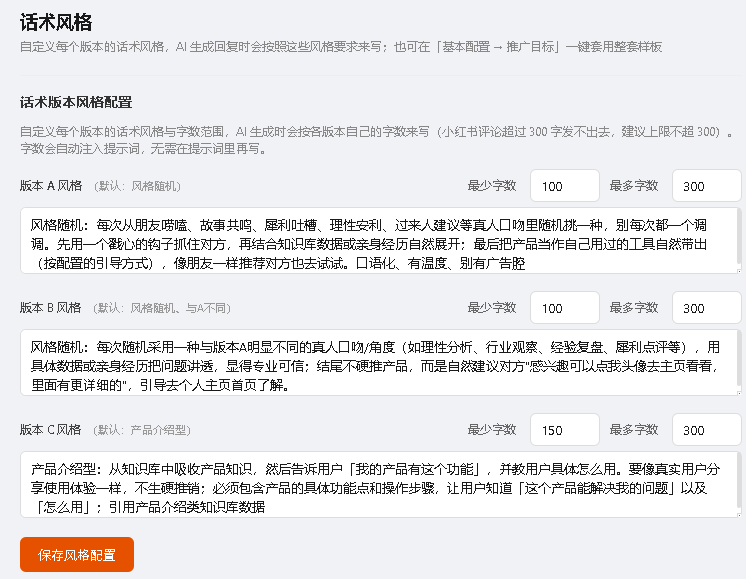 话术风格
自定义每个版本的话术风格，AI 生成回复时会按照这些风格要求来写；也可在「基本配置 → 推广目标」一键套用整套样板
话术版本风格配置
自定义每个版本的话术风格与字数范围，AI 生成时会按各版本自己的字数来写（小红书评论超过 300 字发不出去，建议上限不超 300）。
字数会自动注入提示词，无需在提示词里再写。
版本 A 风格 （默认：风格随机） 最少字数 100 最多字数 300
风格随机：每次从朋友唠嗑、故事共鸣、犀利吐槽、理性安利、过来人建议等真人口吻里随机挑一种，别每次都一个调
调。先用一个戳心的钩子抓住对方，再结合知识库数据或亲身经历自然展开；最后把产品当作自己用过的工具自然带出
（按配置的引导方式），像朋友一样推荐对方也去试试。口语化、有温度、别有广告腔
版本 B 风格 （默认：风格随机、与A不同） 最少字数 100 最多字数 300
风格随机：每次随机采用一种与版本A明显不同的真人口吻/角度（如理性分析、行业观察、经验复盘、犀利点评等），用
具体数据或亲身经历把问题讲透，显得专业可信；结尾不硬推产品，而是自然建议对方"感兴趣可以点我头像去主页看看，
里面有更详细的"，引导去个人主页首页了解。
版本 C 风格 （默认：产品介绍型） 最少字数 150 最多字数 300
产品介绍型：从知识库中吸收产品知识，然后告诉用户「我的产品有这个功能」，并教用户具体怎么用。要像真实用户分
享使用体验一样，不生硬推销；必须包含产品的具体功能点和操作步骤，让用户知道「这个产品能解决我的问题」以及
「怎么用」；引用产品介绍类知识库数据
保存风格配置